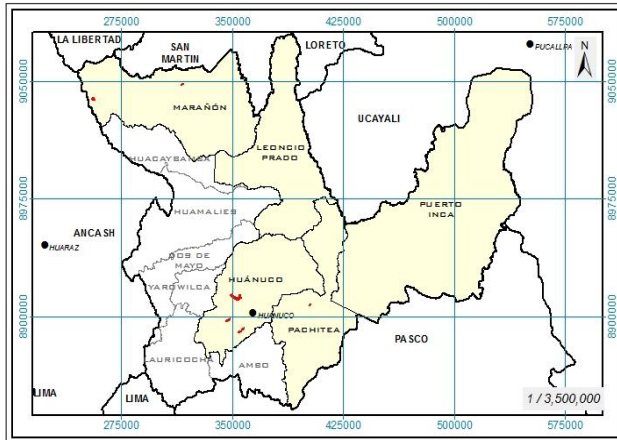 275000 350000 425000 500000 575000
LA LIBERTAD
SAN
MARTIN
LORETO
PUCALLPA
N
9050000
9050000
MARAÑÓN
UCAYALI
LEONCIO
PRADO
HUACAYBAMBA
8975000
8975000
PUERTO
INCA
HUAMALIES
ANCASH
HUARAZ
DOS DE
MAYO
HUÁNUCO
YAROWILCA
HUANUCO
8900000
8900000
PACHITEA
PASCO
LAURICOCHA
AMBO
LIMA
LIMA
1 / 3,500,000
275000 350000 425000 500000 575000